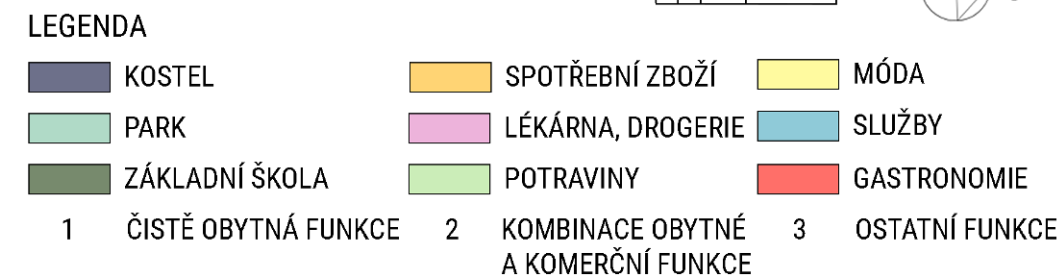 LEGENDA
KOSTEL SPOTŘEBNÍ ZBOŽÍ MÓDA
PARK LÉKÁRNA, DROGERIE SLUŽBY
ZÁKLADNÍ ŠKOLA POTRAVINY GASTRONOMIE
1 ČISTĚ OBYTNÁ FUNKCE 2 KOMBINACE OBYTNÉ 3 OSTATNÍ FUNKCE
A KOMERČNÍ FUNKCE